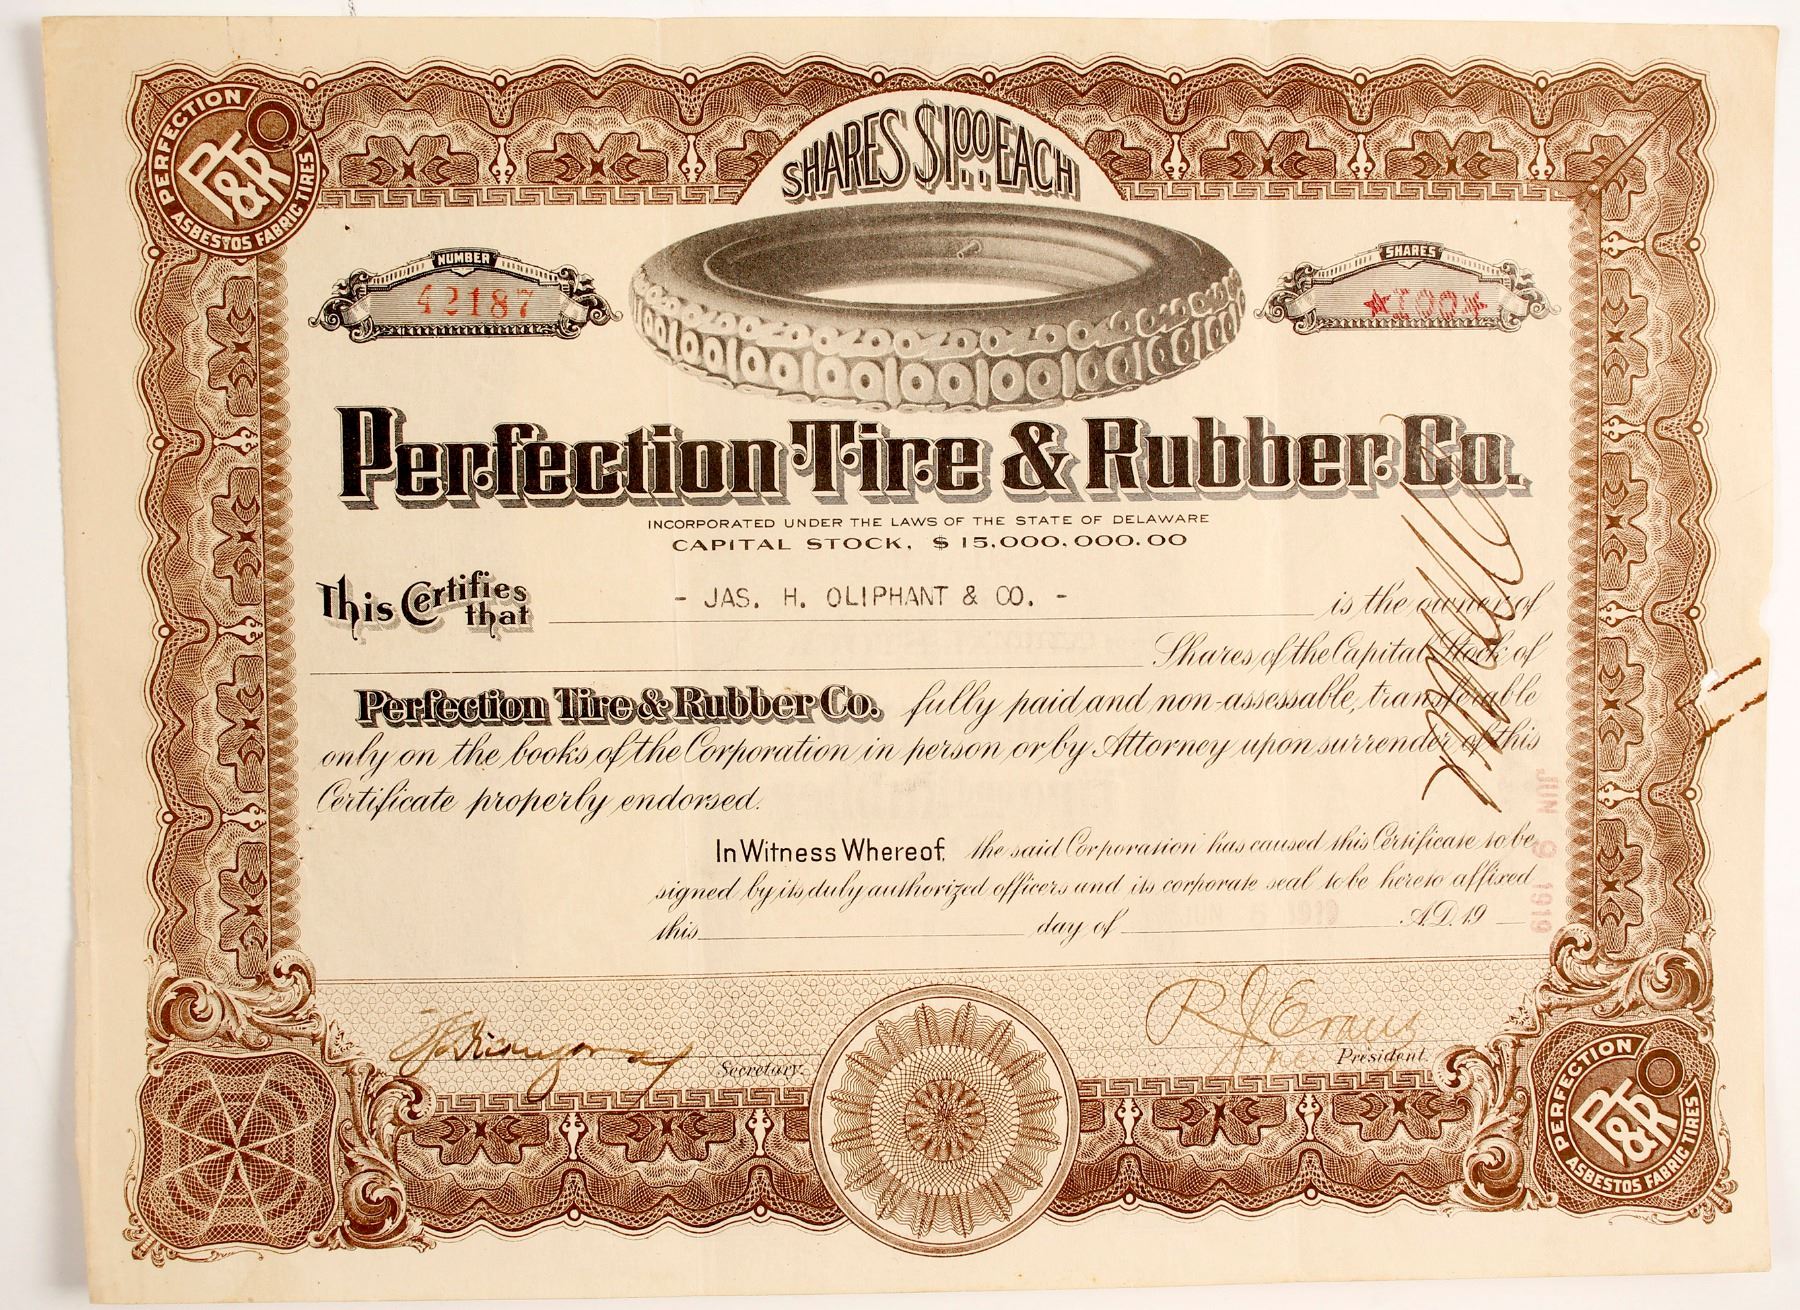 PERFECTION
PT&R
ASBESTOS FABRIC TIRES
SHARES $1.00 EACH
NUMBER
42187
SHARES
*100*
Perfection Tire & Rubber Co.
INCORPORATED UNDER THE LAWS OF THE STATE OF DELAWARE
CAPITAL STOCK, $15,000,000.00
This Certifies that - JAS. H. OLIPHANT & CO. - is the owner of
Shares of the Capital Stock of
Perfection Tire & Rubber Co. fully paid and non-assessable, transferable
only on the books of the Corporation in person or by Attorney upon surrender of this
Certificate properly endorsed.
JUN 9 1919
In Witness Whereof, the said Corporation has caused this Certificate to be
signed by its duly authorized officers and its corporate seal to be hereto affixed
this day of JUN 5 1919 A.D. 19
Secretary.
President.
PERFECTION
PT&R
ASBESTOS FABRIC TIRES